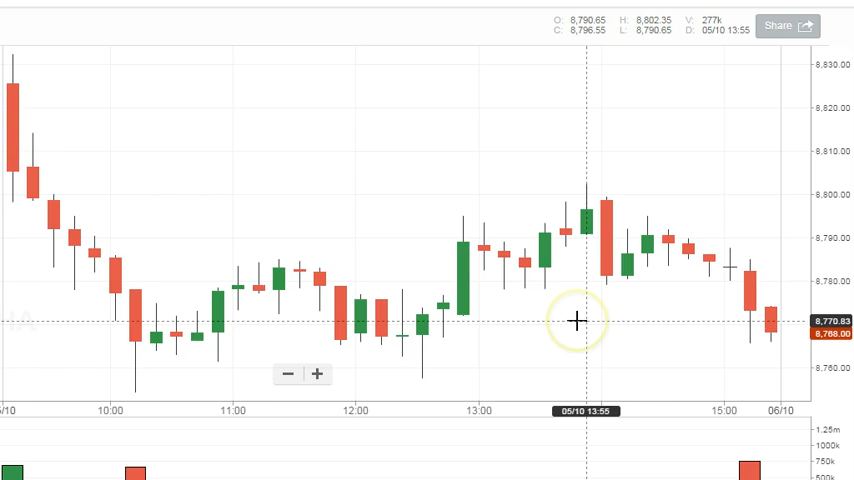 O: 8,790.65 H: 8,802.35 V: 277k
C: 8,796.55 L: 8,790.65 D: 05/10 13:55
Share
8,830.00
8,820.00
8,810.00
8,800.00
8,790.00
8,780.00
8,770.83
8,768.00
8,760.00
5/10 10:00 11:00 12:00 13:00 05/10 13:55 15:00 06/10
1.25m
1000k
750k
500k